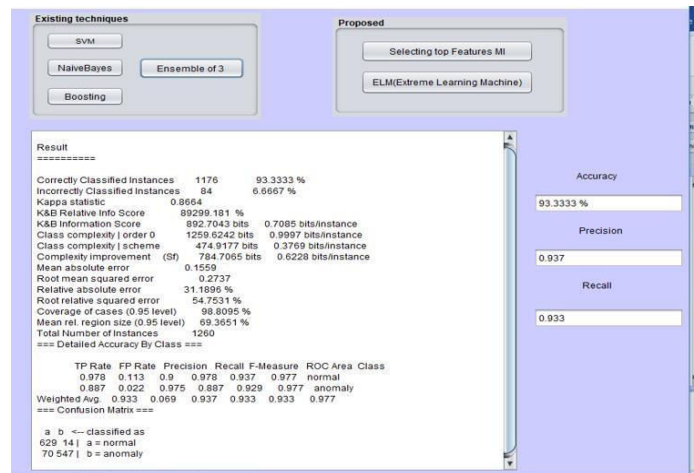 Existing techniques
SVM
NaiveBayes
Ensemble of 3
Boosting
Proposed
Selecting top Features MI
ELM(Extreme Learning Machine)
Result
==========
Correctly Classified Instances 1176 93.3333 %
Incorrectly Classified Instances 84 6.6667 %
Kappa statistic 0.8664
K&B Relative Info Score 89299.181 %
K&B Information Score 892.7043 bits 0.7085 bits/instance
Class complexity | order 0 1259.6242 bits 0.9997 bits/instance
Class complexity | scheme 474.9177 bits 0.3769 bits/instance
Complexity improvement (Sf) 784.7065 bits 0.6228 bits/instance
Mean absolute error 0.1559
Root mean squared error 0.2737
Relative absolute error 31.1896 %
Root relative squared error 54.7531 %
Coverage of cases (0.95 level) 98.8095 %
Mean rel. region size (0.95 level) 69.3651 %
Total Number of Instances 1260
=== Detailed Accuracy By Class ===
TP Rate FP Rate Precision Recall F-Measure ROC Area Class
0.978 0.113 0.9 0.978 0.937 0.977 normal
0.887 0.022 0.975 0.887 0.929 0.977 anomaly
Weighted Avg. 0.933 0.069 0.937 0.933 0.933 0.977
=== Confusion Matrix ===
a b <-- classified as
629 14 | a = normal
70 547 | b = anomaly
Accuracy
93.3333 %
Precision
0.937
Recall
0.933